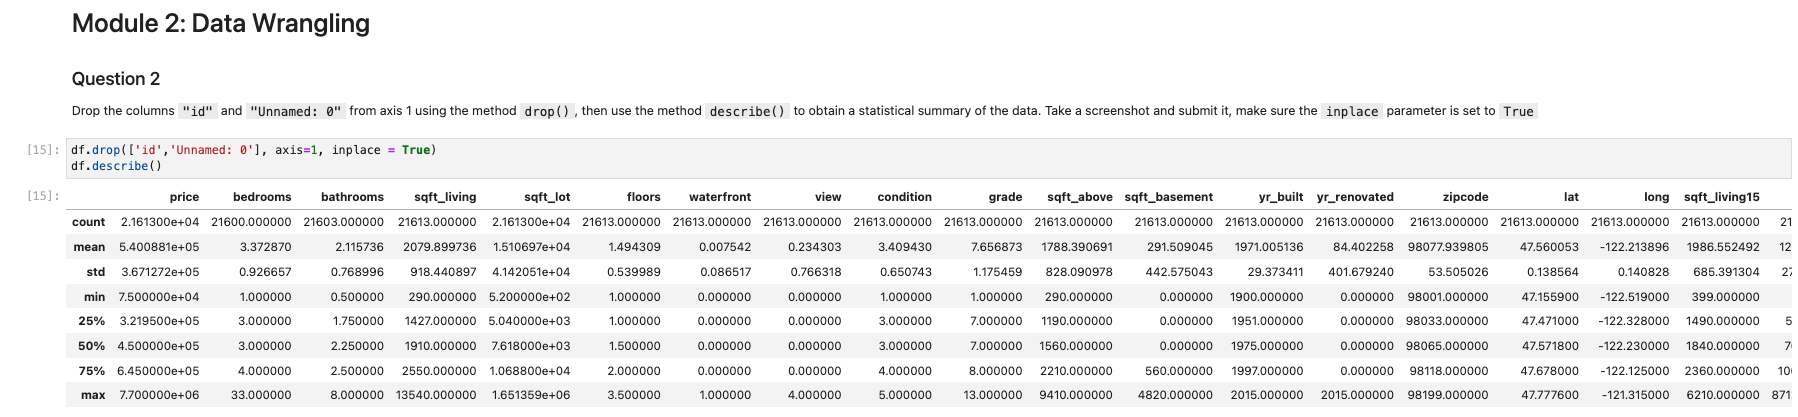 Module 2: Data Wrangling
Question 2
Drop the columns "id" and "Unnamed: 0" from axis 1 using the method drop(), then use the method describe() to obtain a statistical summary of the data. Take a screenshot and submit it, make sure the inplace parameter is set to True
[15]: df.drop(['id','Unnamed: 0'], axis=1, inplace = True)
df.describe()
[15]: price bedrooms bathrooms sqft_living sqft_lot floors waterfront view condition grade sqft_above sqft_basement yr_built yr_renovated zipcode lat long sqft_living15
count 2.161300e+04 21600.000000 21603.000000 21613.000000 2.161300e+04 21613.000000 21613.000000 21613.000000 21613.000000 21613.000000 21613.000000 21613.000000 21613.000000 21613.000000 21613.000000 21613.000000 21613.000000 21613.000000 21
mean 5.400881e+05 3.372870 2.115736 2079.899736 1.510697e+04 1.494309 0.007542 0.234303 3.409430 7.656873 1788.390691 291.509045 1971.005136 84.402258 98077.939805 47.560053 -122.213896 1986.552492 12
std 3.671272e+05 0.926657 0.768996 918.440897 4.142051e+04 0.539989 0.086517 0.766318 0.650743 1.175459 828.090978 442.575043 29.373411 401.679240 53.505026 0.138564 0.140828 685.391304 27
min 7.500000e+04 1.000000 0.500000 290.000000 5.200000e+02 1.000000 0.000000 0.000000 1.000000 1.000000 290.000000 0.000000 1900.000000 0.000000 98001.000000 47.155900 -122.519000 399.000000
25% 3.219500e+05 3.000000 1.750000 1427.000000 5.040000e+03 1.000000 0.000000 0.000000 3.000000 7.000000 1190.000000 0.000000 1951.000000 0.000000 98033.000000 47.471000 -122.328000 1490.000000 5
50% 4.500000e+05 3.000000 2.250000 1910.000000 7.618000e+03 1.500000 0.000000 0.000000 3.000000 7.000000 1560.000000 0.000000 1975.000000 0.000000 98065.000000 47.571800 -122.230000 1840.000000 7
75% 6.450000e+05 4.000000 2.500000 2550.000000 1.068800e+04 2.000000 0.000000 0.000000 4.000000 8.000000 2210.000000 560.000000 1997.000000 0.000000 98118.000000 47.678000 -122.125000 2360.000000 10
max 7.700000e+06 33.000000 8.000000 13540.000000 1.651359e+06 3.500000 1.000000 4.000000 5.000000 13.000000 9410.000000 4820.000000 2015.000000 2015.000000 98199.000000 47.777600 -121.315000 6210.000000 871